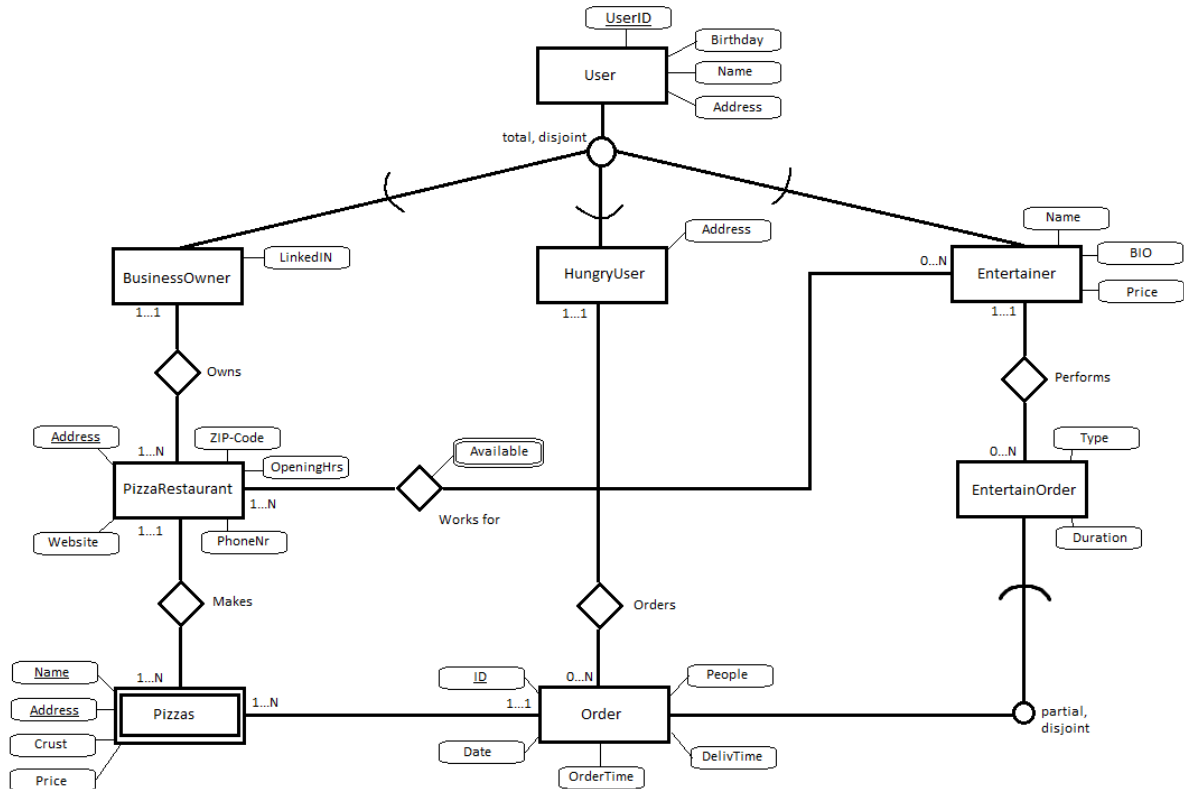 UserID
Birthday
User
Name
Address
total, disjoint
Name
Address
LinkedIN
BIO
BusinessOwner
HungryUser
0...N
Entertainer
Price
1...1
1...1
1...1
Owns
Performs
Address
ZIP-Code
Type
Available
1...N
0...N
OpeningHrs
PizzaRestaurant
EntertainOrder
1...N
Works for
1...1
Website
PhoneNr
Duration
Makes
Orders
Name
1...N
ID
0...N
People
Address
1...N
1...1
Pizzas
Order
partial,
disjoint
Crust
Date
DelivTime
Price
OrderTime